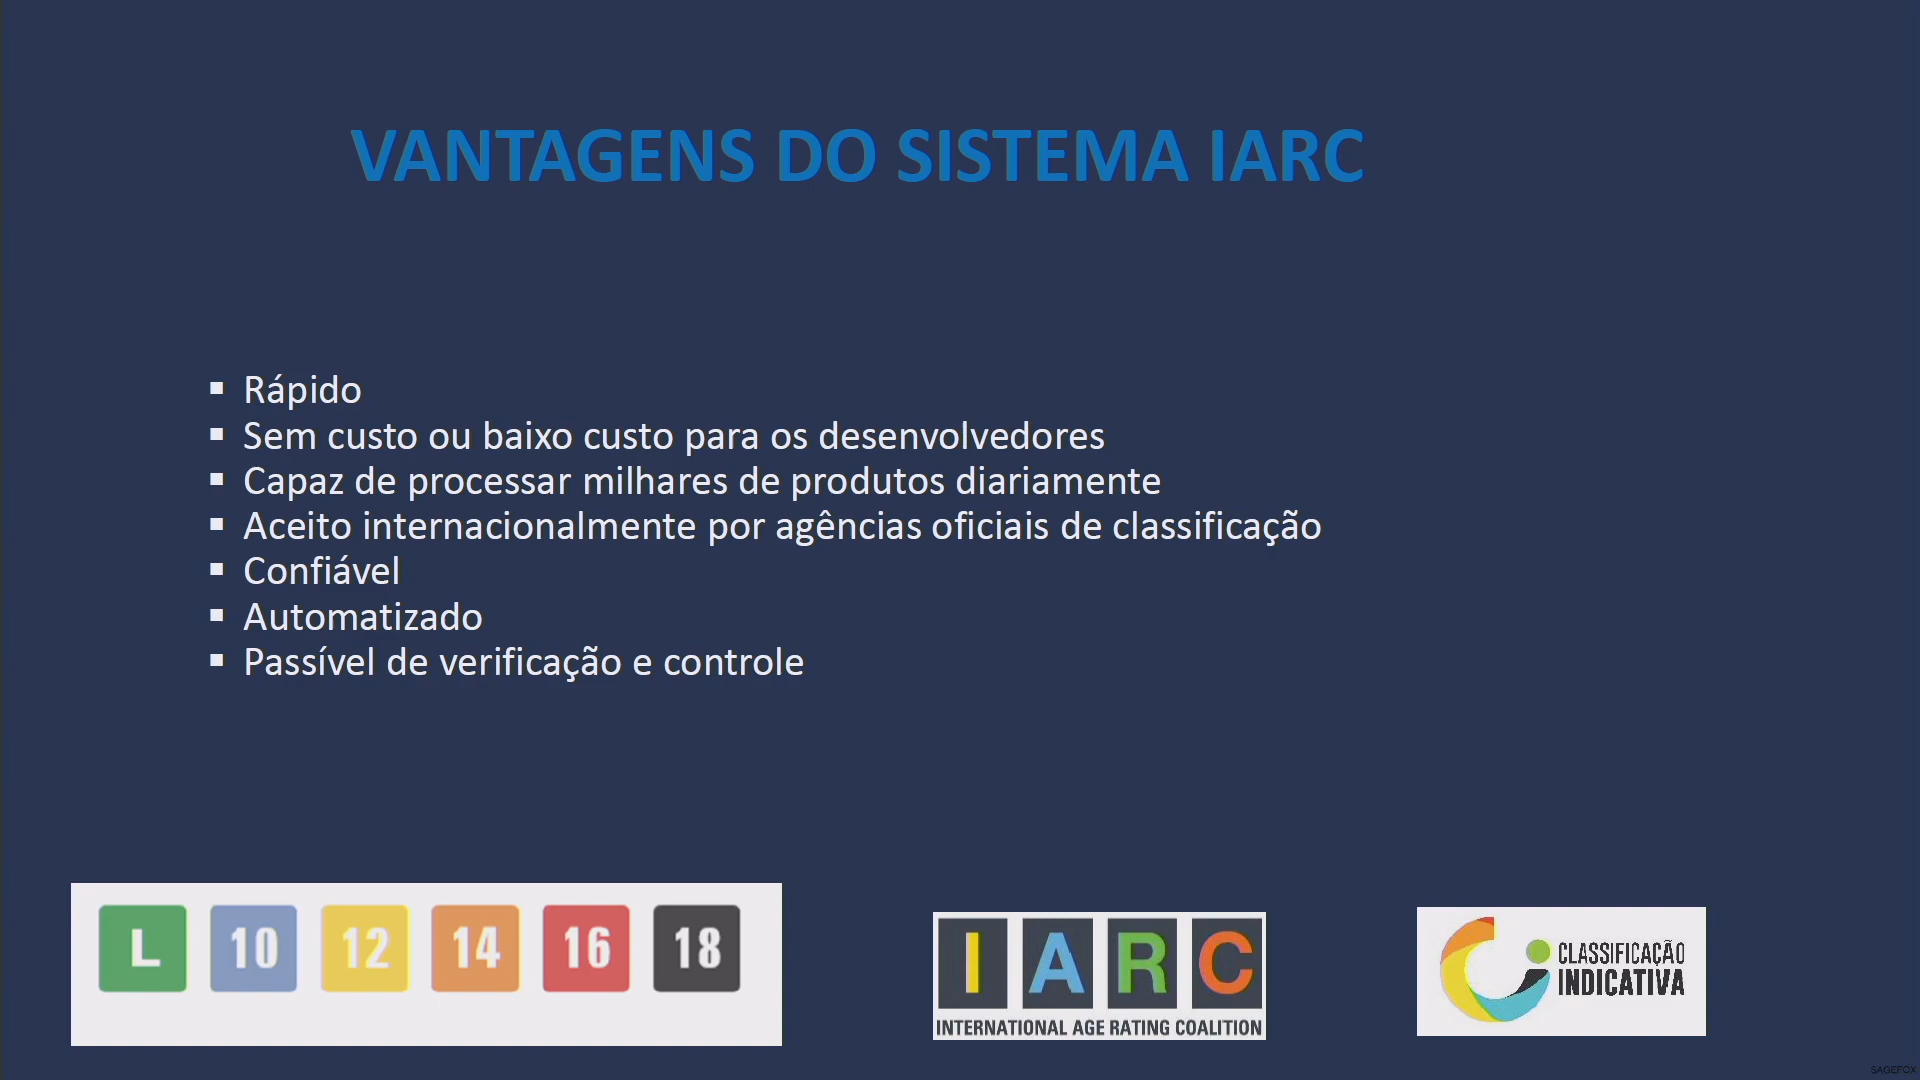 VANTAGENS DO SISTEMA IARC
▪ Rápido
▪ Sem custo ou baixo custo para os desenvolvedores
▪ Capaz de processar milhares de produtos diariamente
▪ Aceito internacionalmente por agências oficiais de classificação
▪ Confiável
▪ Automatizado
▪ Passível de verificação e controle
L 10 12 14 16 18
IARC
INTERNATIONAL AGE RATING COALITION
CLASSIFICAÇÃO
INDICATIVA
SAGEFOX